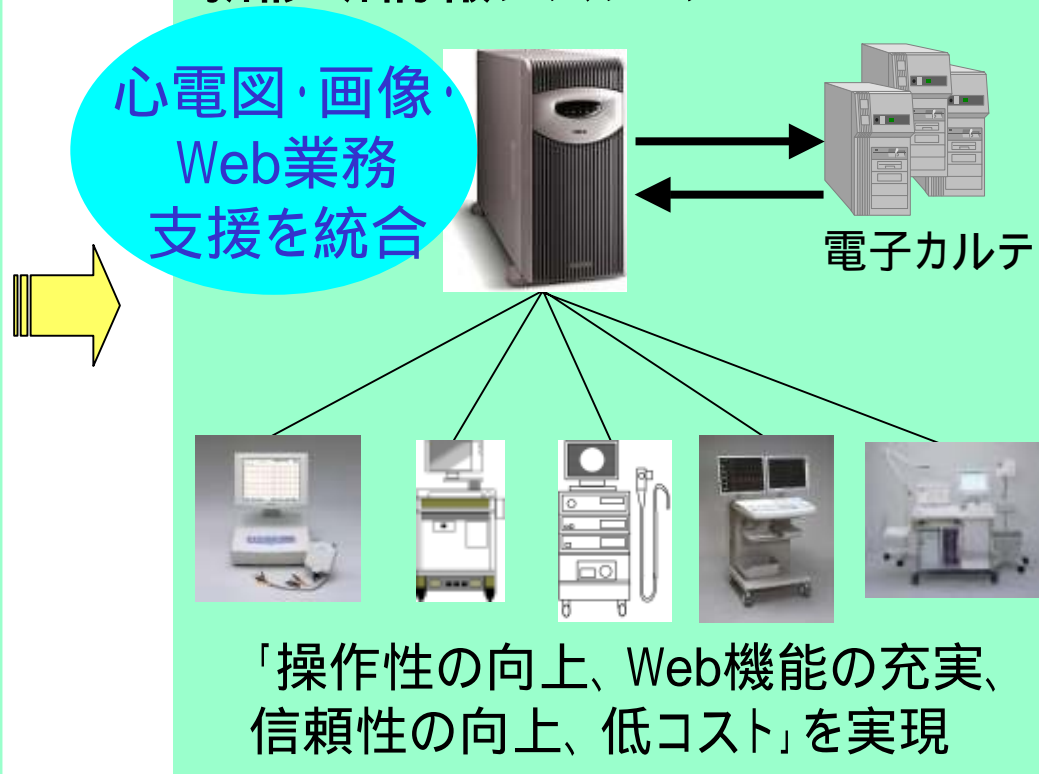 心電図・画像・
Web業務
支援を統合
電子カルテ
「操作性の向上、Web機能の充実、
信頼性の向上、低コスト」を実現